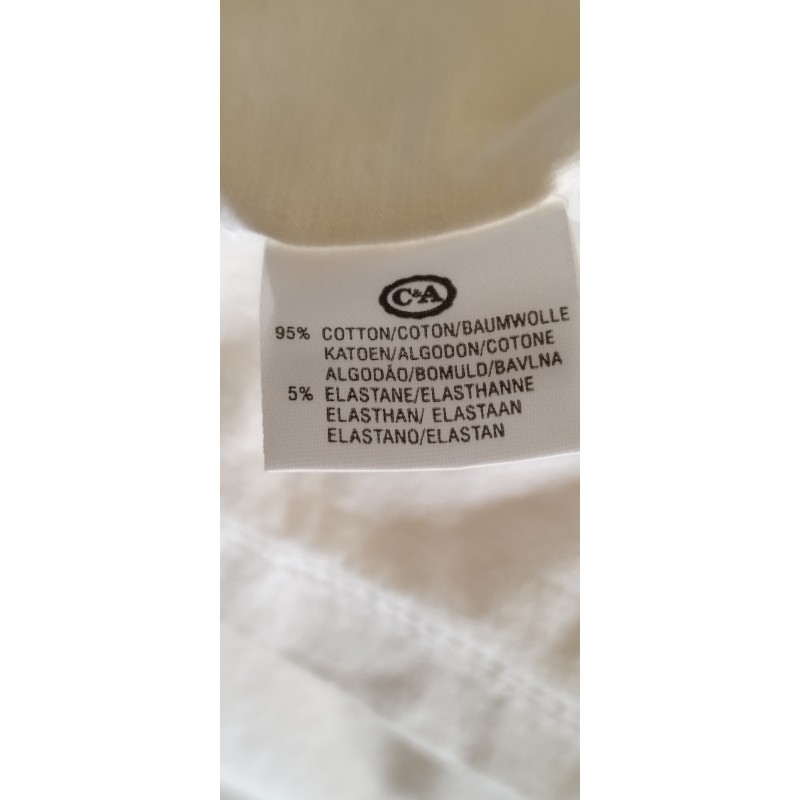 C&A
95% COTTON/COTON/BAUMWOLLE
KATOEN/ALGODON/COTONE
ALGODÃO/BOMULD/BAVLNA
5% ELASTANE/ELASTHANNE
ELASTHAN/ ELASTAAN
ELASTANO/ELASTAN